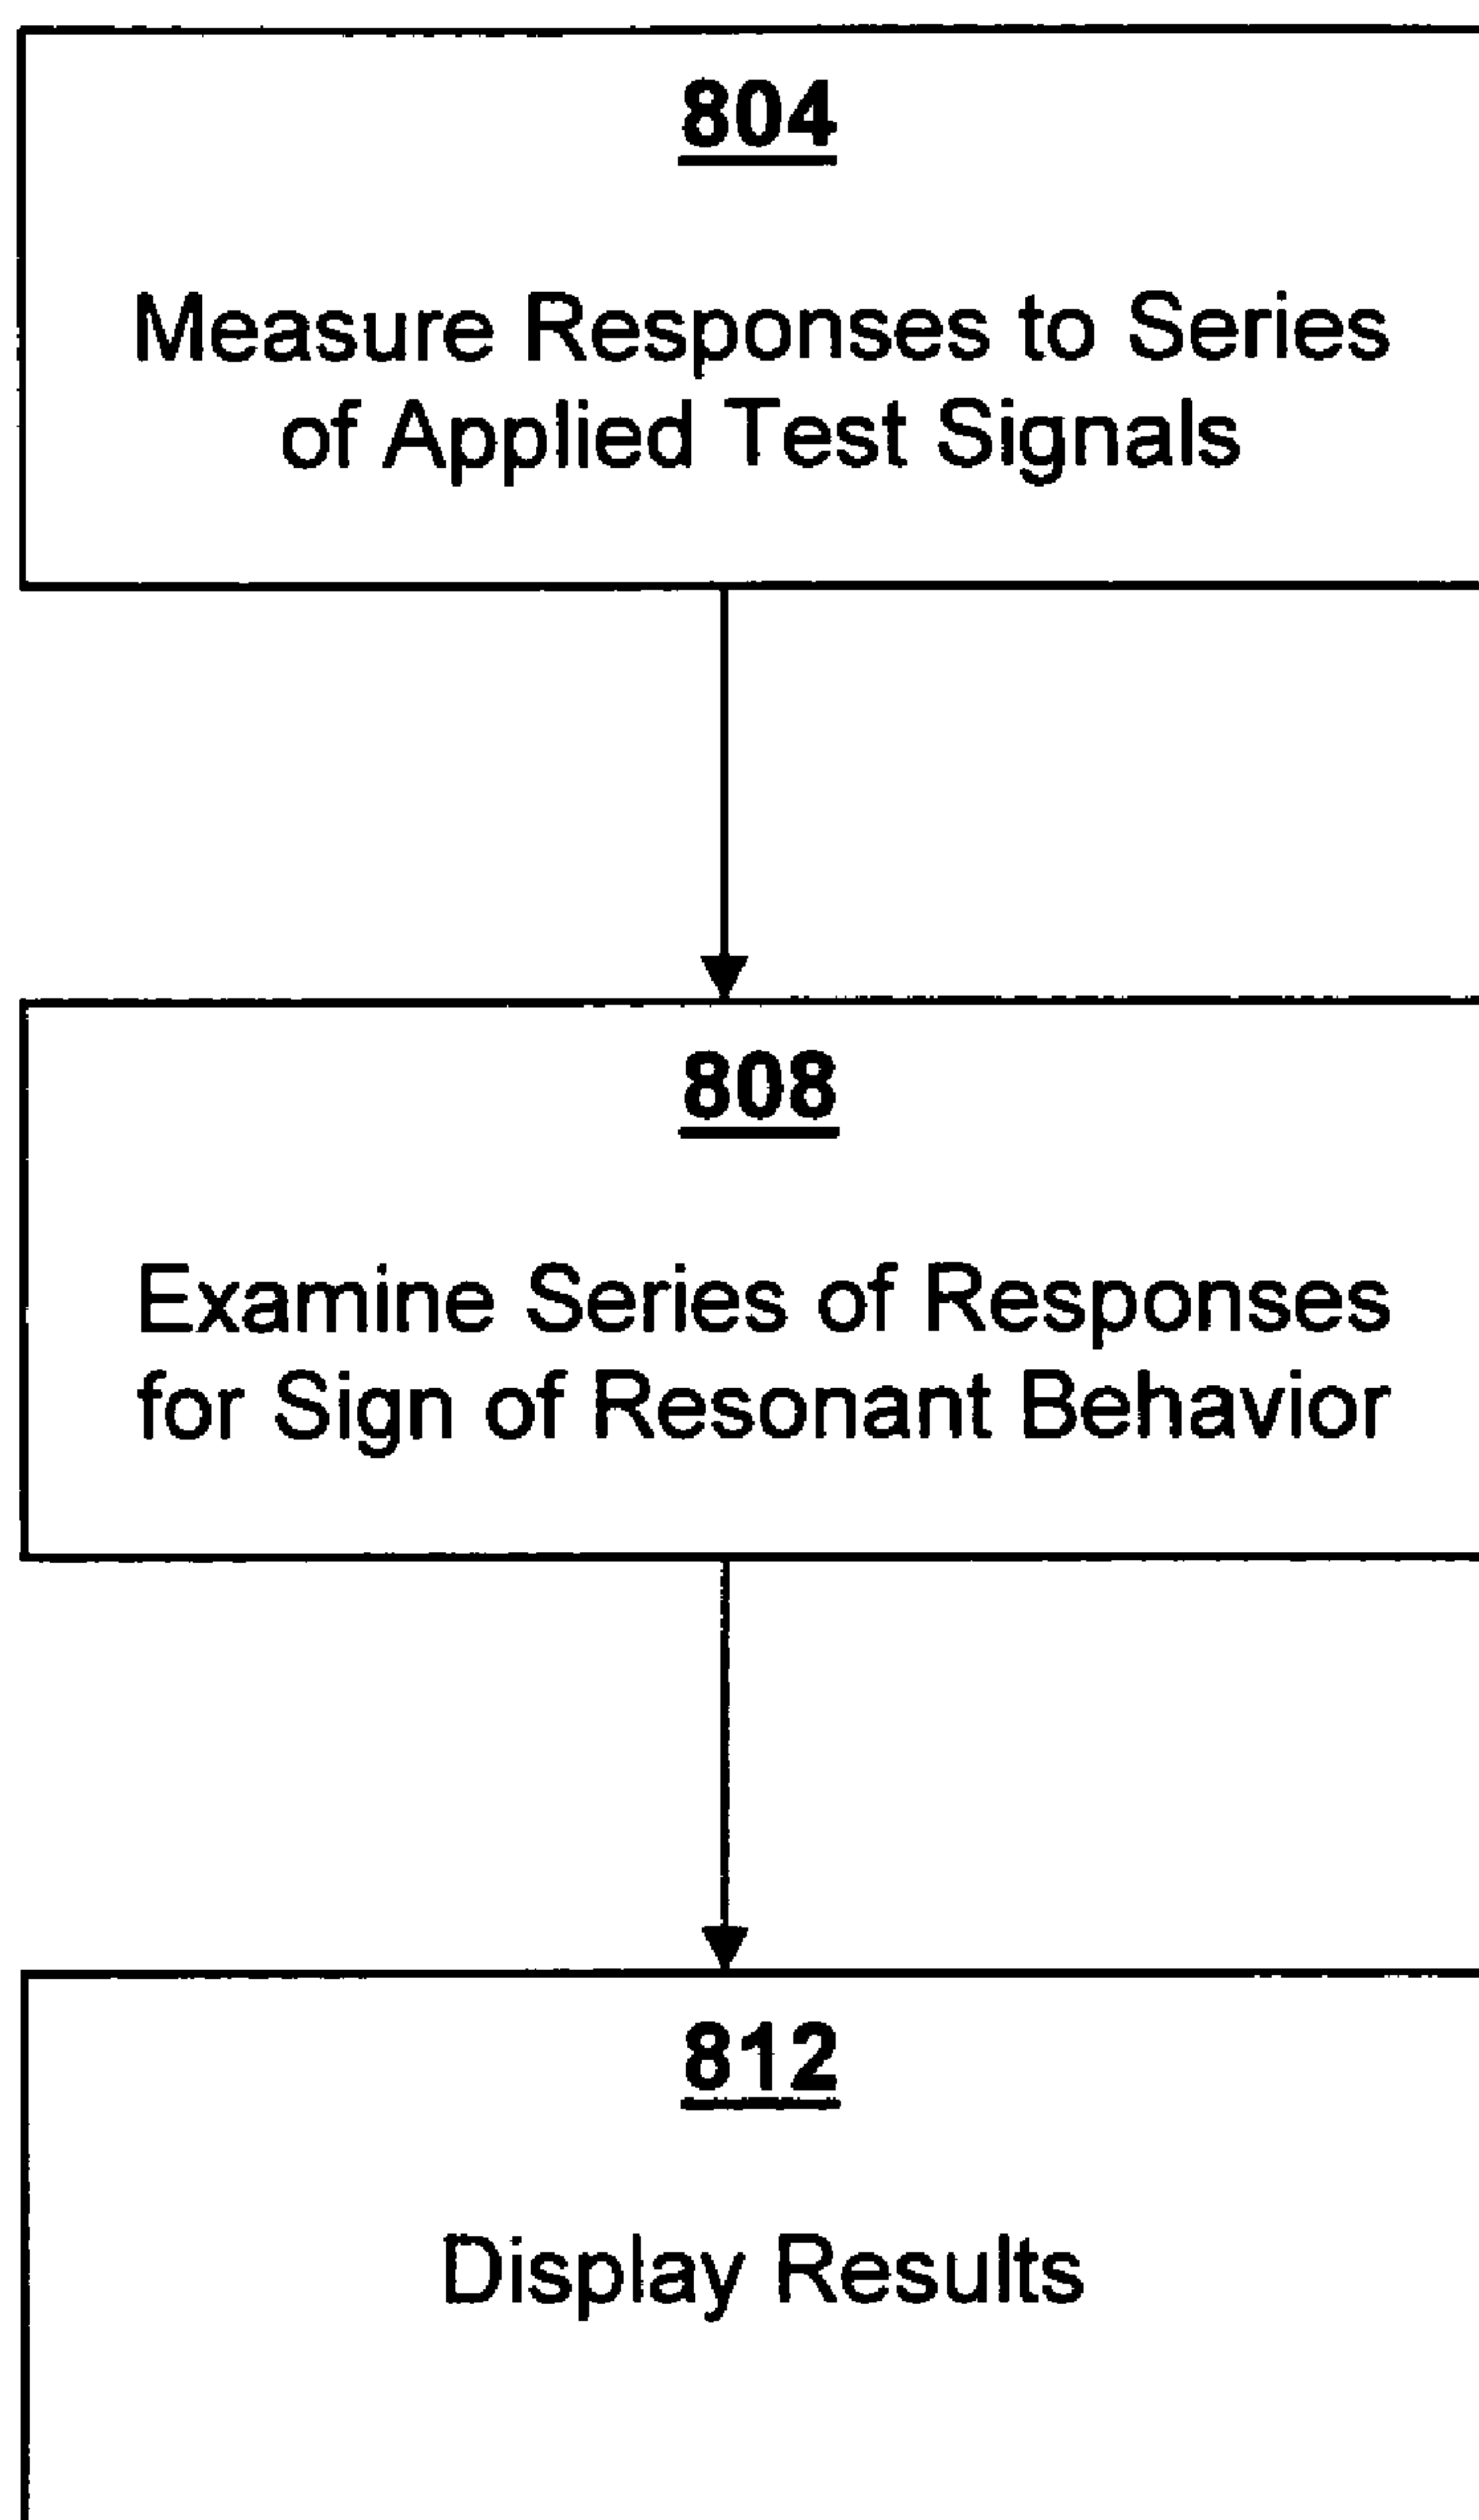 804
Measure Responses to Series
of Applied Test Signals
808
Examine Series of Responses
for Sign of Resonant Behavior
812
Display Results